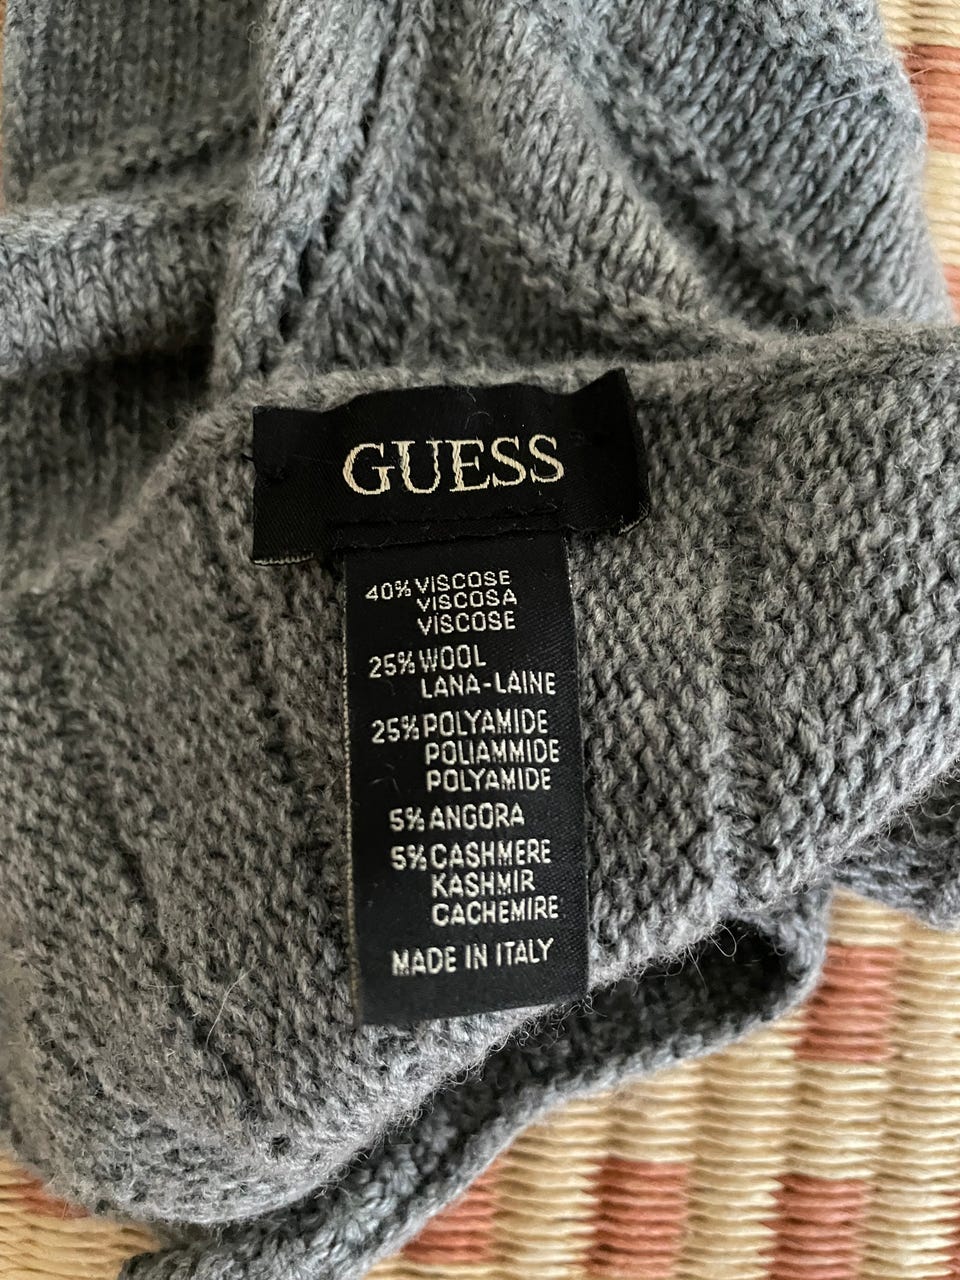 GUESS
40% VISCOSE
VISCOSA
VISCOSE
25% WOOL
LANA-LAINE
25% POLYAMIDE
POLIAMMIDE
POLYAMIDE
5% ANGORA
5% CASHMERE
KASHMIR
CACHEMIRE
MADE IN ITALY